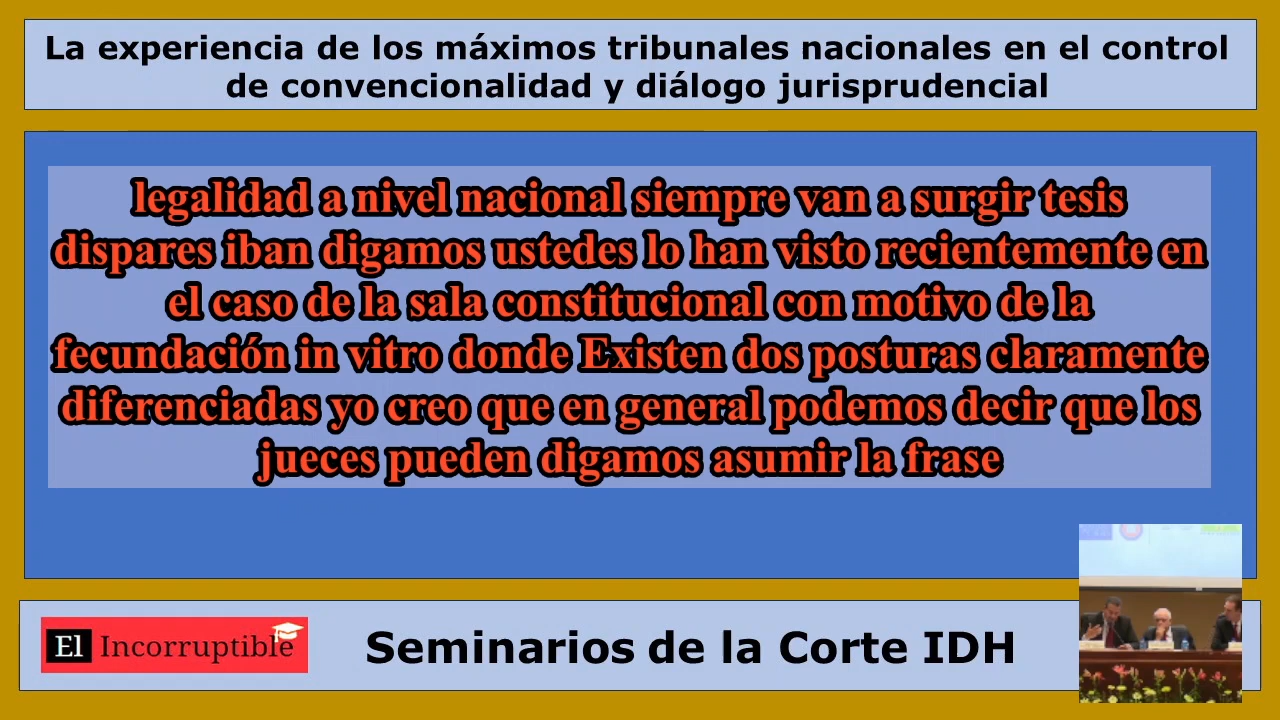 La experiencia de los máximos tribunales nacionales en el control
de convencionalidad y diálogo jurisprudencial
legalidad a nivel nacional siempre van a surgir tesis
dispares iban digamos ustedes lo han visto recientemente en
el caso de la sala constitucional con motivo de la
fecundación in vitro donde Existen dos posturas claramente
diferenciadas yo creo que en general podemos decir que los
jueces pueden digamos asumir la frase
El Incorruptible
Seminarios de la Corte IDH